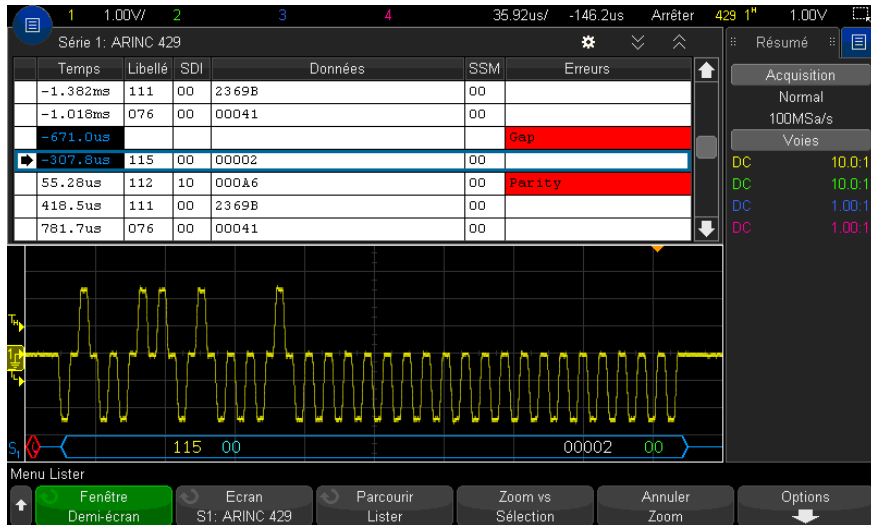 1 1.00V/ 2 3 4 35.92us/ -146.2us Arrêter 429 1 H 1.00V
Série 1: ARINC 429
Résumé
Temps Libellé SDI Données SSM Erreurs
Acquisition
-1.382ms 111 00 2369B 00
Normal
-1.018ms 076 00 00041 00
100MSa/s
-671.0us Gap
Voies
-307.8us 115 00 00002 00
DC 10.0:1
55.28us 112 10 000A6 00 Parity
DC 10.0:1
418.5us 111 00 2369B 00
DC 1.00:1
781.7us 076 00 00041 00
DC 1.00:1
TH
1
TL
S1 115 00 00002 00
Menu Lister
Fenêtre
Demi-écran
Ecran
S1: ARINC 429
Parcourir
Lister
Zoom vs
Sélection
Annuler
Zoom
Options